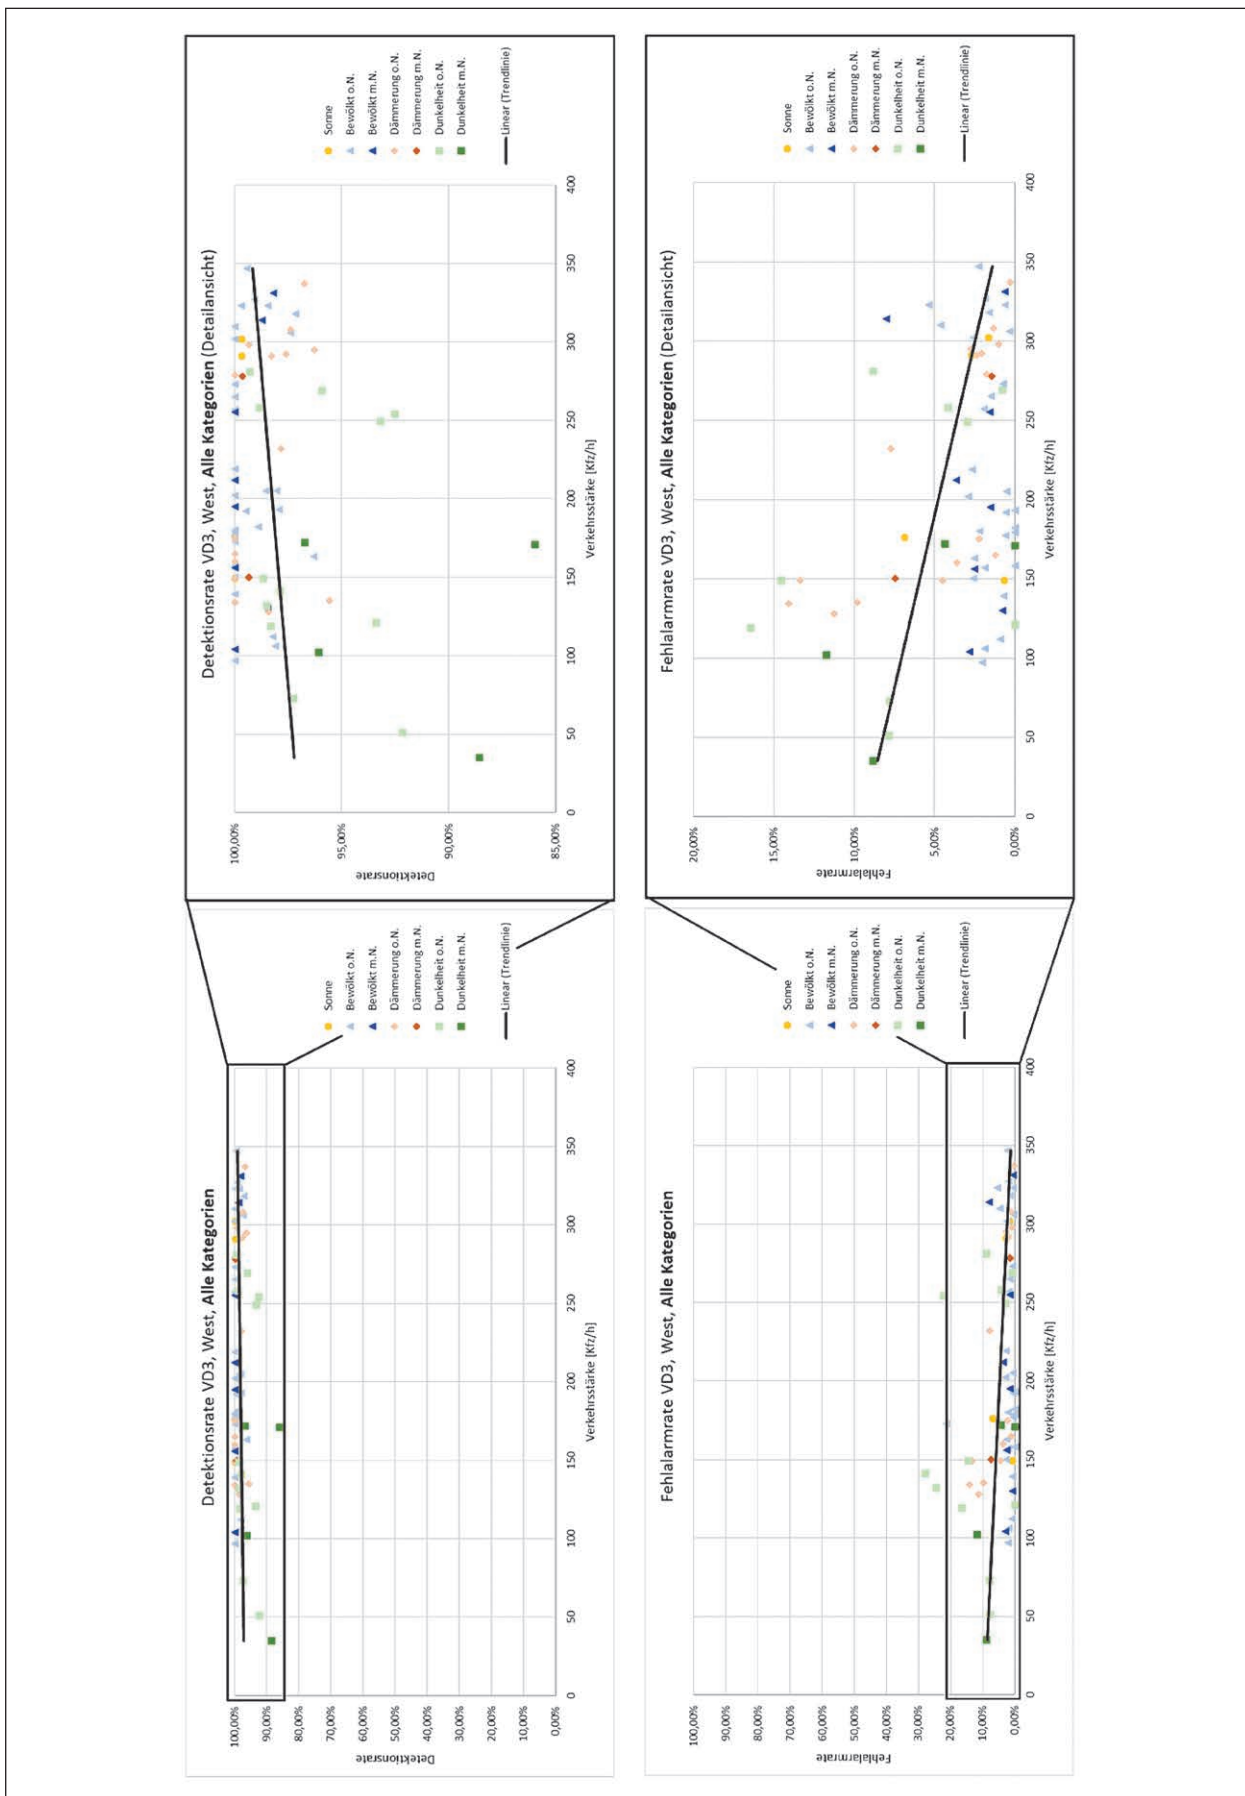 Detektionsrate VD3, West, Alle Kategorien
Detektionsrate
100,00%
90,00%
80,00%
70,00%
60,00%
50,00%
40,00%
30,00%
20,00%
10,00%
0,00%
0
50
100
150
200
250
300
350
400
Verkehrsstärke [Kfz/h]
Sonne
Bewölkt o.N.
Bewölkt m.N.
Dämmerung o.N.
Dämmerung m.N.
Dunkelheit o.N.
Dunkelheit m.N.
Linear (Trendlinie)
Detektionsrate VD3, West, Alle Kategorien (Detailansicht)
Detektionsrate
100,00%
95,00%
90,00%
85,00%
0
50
100
150
200
250
300
350
400
Verkehrsstärke [Kfz/h]
Sonne
Bewölkt o.N.
Bewölkt m.N.
Dämmerung o.N.
Dämmerung m.N.
Dunkelheit o.N.
Dunkelheit m.N.
Linear (Trendlinie)
Fehlalarmrate VD3, West, Alle Kategorien
Fehlalarmrate
100,00%
90,00%
80,00%
70,00%
60,00%
50,00%
40,00%
30,00%
20,00%
10,00%
0,00%
0
50
100
150
200
250
300
350
400
Verkehrsstärke [Kfz/h]
Sonne
Bewölkt o.N.
Bewölkt m.N.
Dämmerung o.N.
Dämmerung m.N.
Dunkelheit o.N.
Dunkelheit m.N.
Linear (Trendlinie)
Fehlalarmrate VD3, West, Alle Kategorien (Detailansicht)
Fehlalarmrate
20,00%
15,00%
10,00%
5,00%
0,00%
0
50
100
150
200
250
300
350
400
Verkehrsstärke [Kfz/h]
Sonne
Bewölkt o.N.
Bewölkt m.N.
Dämmerung o.N.
Dämmerung m.N.
Dunkelheit o.N.
Dunkelheit m.N.
Linear (Trendlinie)